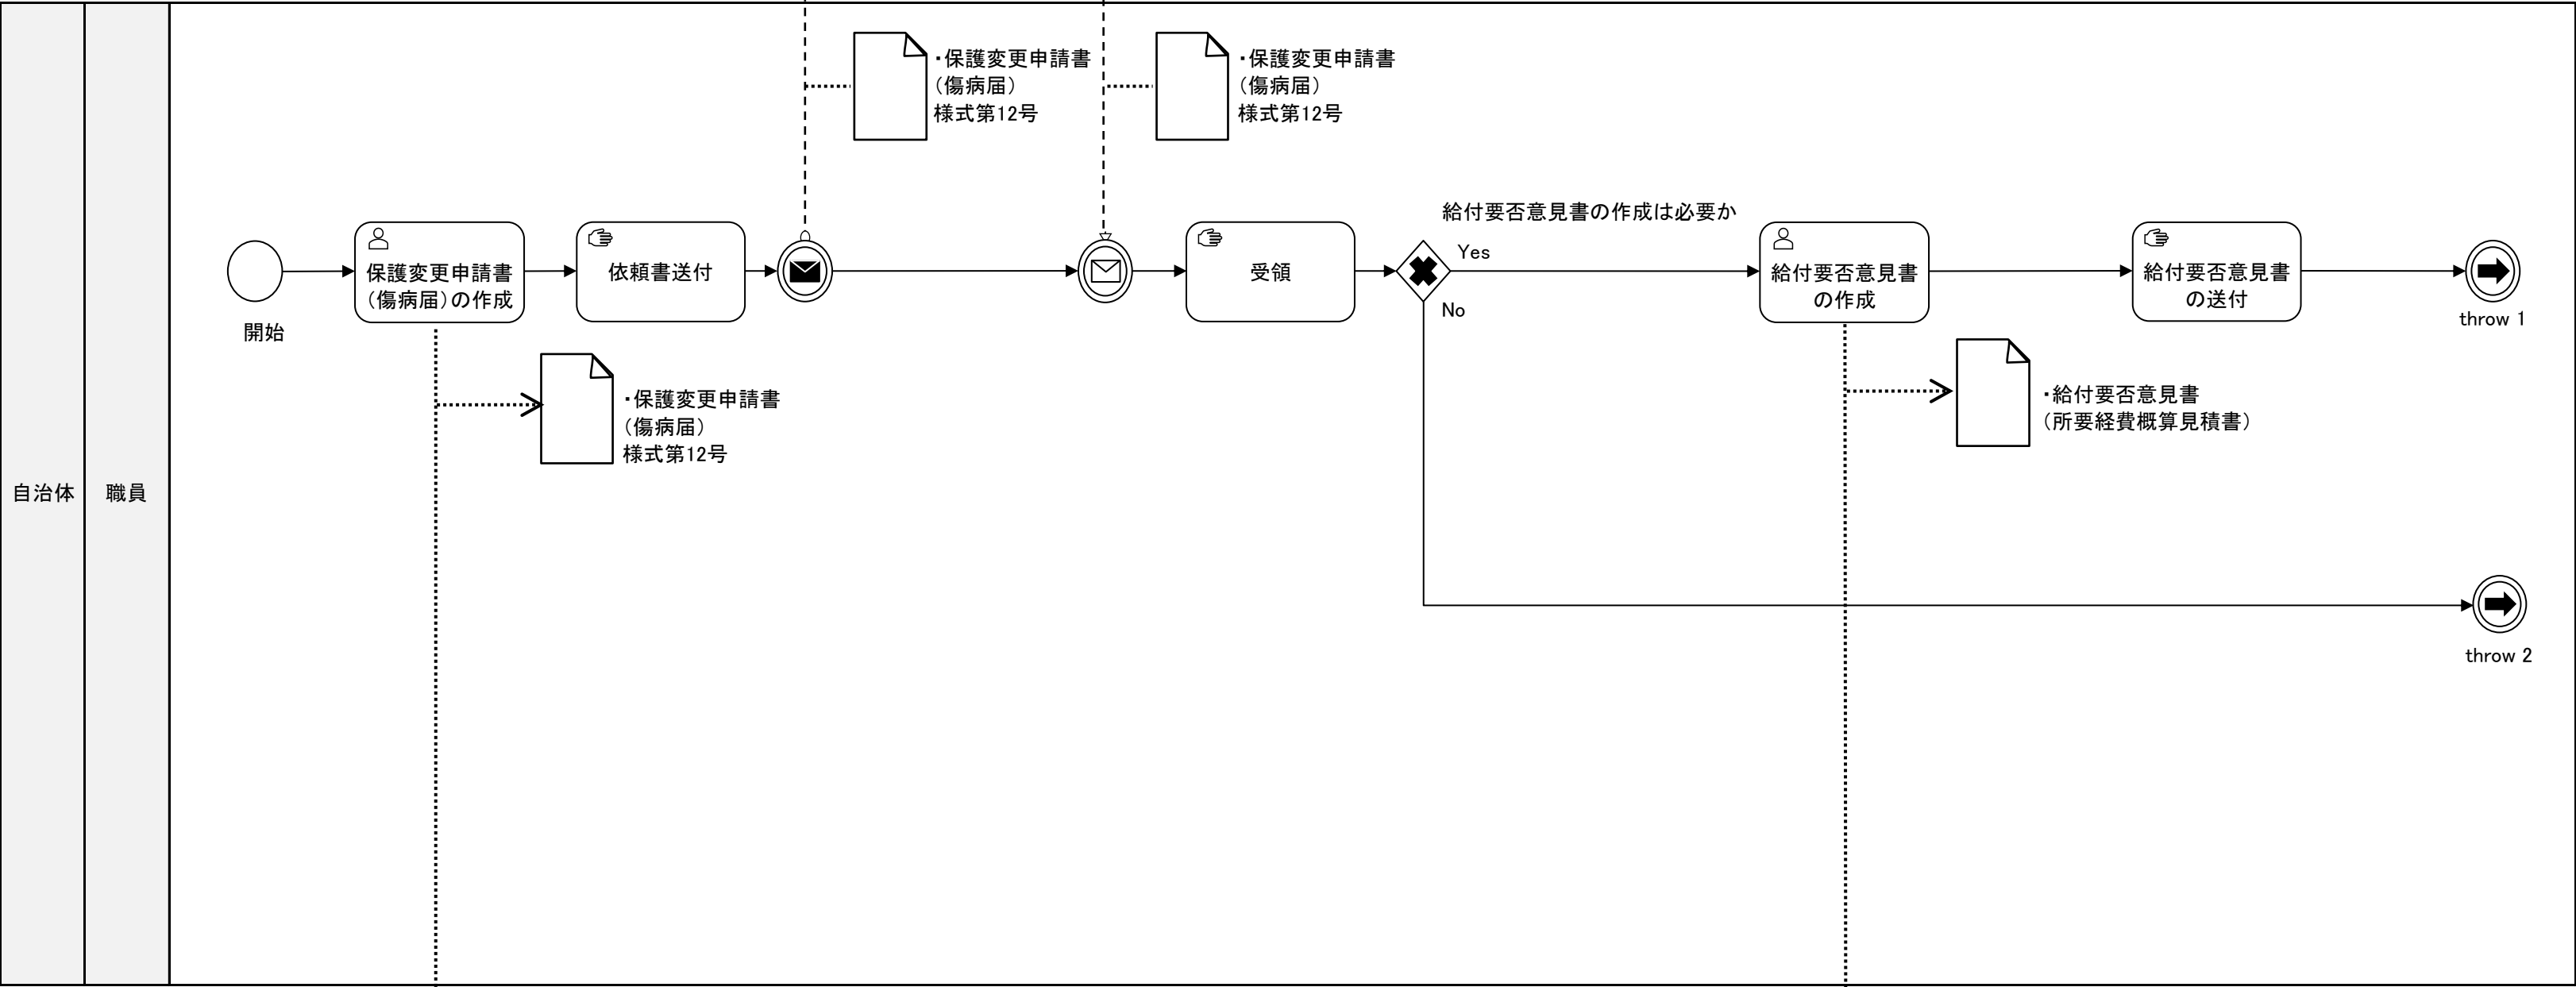 ・保護変更申請書
（傷病届）
様式第12号
・保護変更申請書
（傷病届）
様式第12号
自治体
職員
開始
保護変更申請書
（傷病届）の作成
依頼書送付
受領
給付要否意見書の作成は必要か
Yes
No
給付要否意見書
の作成
給付要否意見書
の送付
throw 1
・保護変更申請書
（傷病届）
様式第12号
・給付要否意見書
（所要経費概算見積書）
throw 2